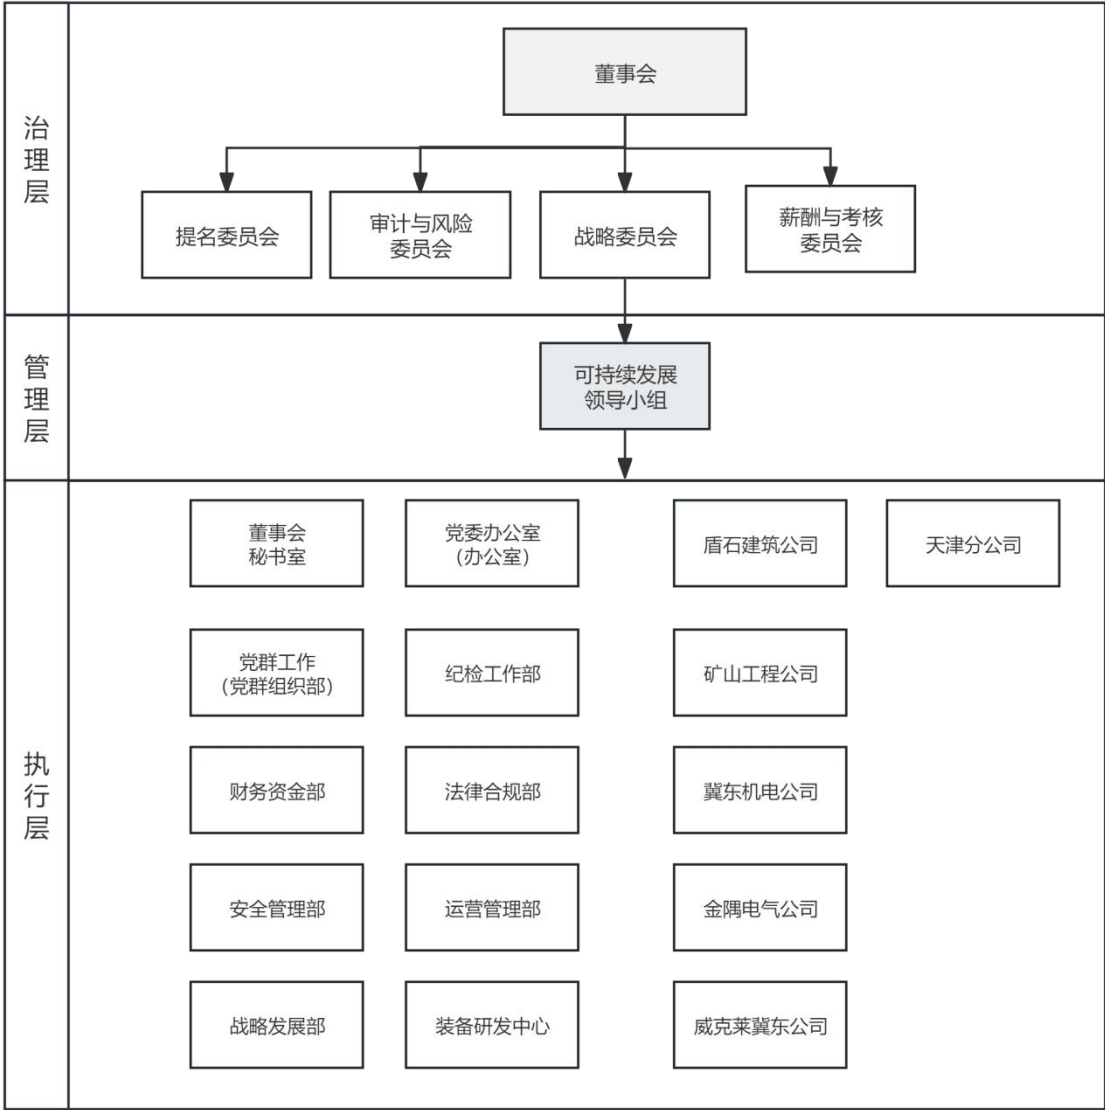 治理层
董事会
提名委员会
审计与风险
委员会
战略委员会
薪酬与考核
委员会
管理层
可持续发展
领导小组
执行层
董事会
秘书室
党委办公室
(办公室)
盾石建筑公司
天津分公司
党群工作
(党群组织部)
纪检工作部
矿山工程公司
财务资金部
法律合规部
冀东机电公司
安全管理部
运营管理部
金隅电气公司
战略发展部
装备研发中心
威克莱冀东公司